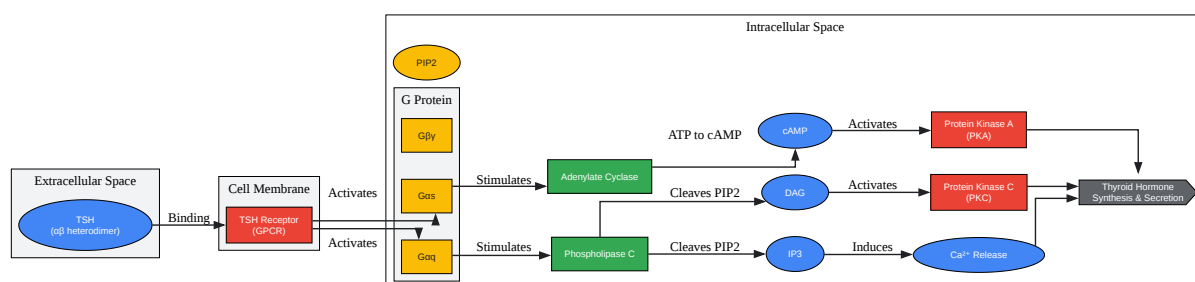 Intracellular Space
PIP2
G Protein
Gβγ
ATP to cAMP
cAMP
Activates
Protein Kinase A
(PKA)
Extracellular Space
TSH
(αβ heterodimer)
Binding
Cell Membrane
TSH Receptor
(GPCR)
Activates
Activates
Gαs
Stimulates
Adenylate Cyclase
Cleaves PIP2
DAG
Activates
Protein Kinase C
(PKC)
Thyroid Hormone
Synthesis & Secretion
Gαq
Stimulates
Phospholipase C
Cleaves PIP2
IP3
Induces
Ca²⁺ Release